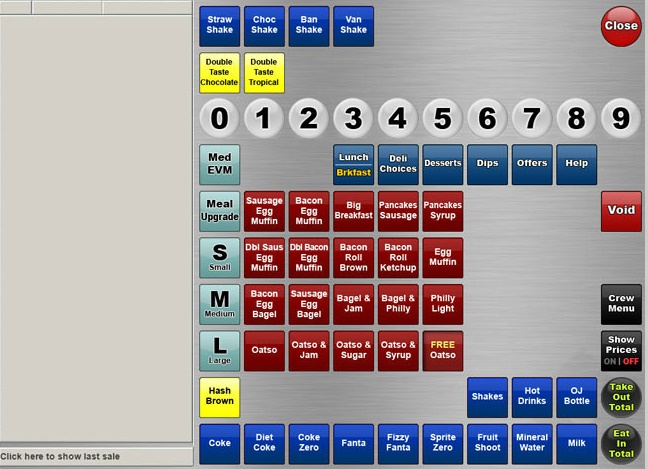 Straw Shake
Choc Shake
Ban Shake
Van Shake
Close
Double Taste Chocolate
Double Taste Tropical
0 1 2 3 4 5 6 7 8 9
Med EVM
Lunch
Brkfast
Deli Choices
Desserts
Dips
Offers
Help
Meal Upgrade
Sausage Egg Muffin
Bacon Egg Muffin
Big Breakfast
Pancakes Sausage
Pancakes Syrup
Void
S Small
Dbl Saus Egg Muffin
Dbl Bacon Egg Muffin
Bacon Roll Brown
Bacon Roll Ketchup
Egg Muffin
M Medium
Bacon Egg Bagel
Sausage Egg Bagel
Bagel & Jam
Bagel & Philly
Philly Light
Crew Menu
L Large
Oatso
Oatso & Jam
Oatso & Sugar
Oatso & Syrup
FREE Oatso
Show Prices
ON | OFF
Hash Brown
Shakes
Hot Drinks
OJ Bottle
Take Out Total
Coke
Diet Coke
Coke Zero
Fanta
Fizzy Fanta
Sprite Zero
Fruit Shoot
Mineral Water
Milk
Eat In Total
Click here to show last sale